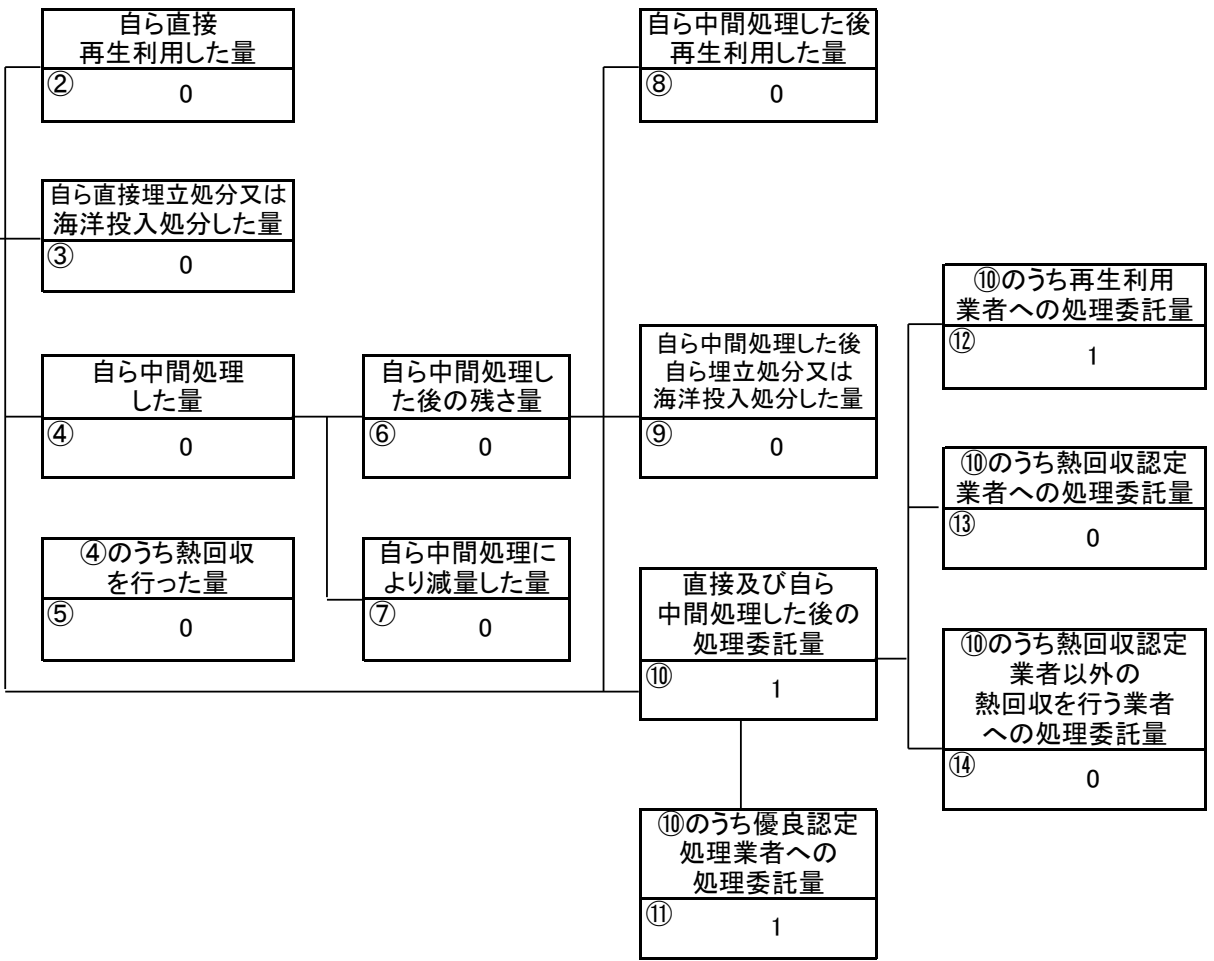 自ら直接
再生利用した量
②
0
自ら直接埋立処分又は
海洋投入処分した量
③
0
自ら中間処理
した量
④
0
④のうち熱回収
を行った量
⑤
0
自ら中間処理し
た後の残さ量
⑥
0
自ら中間処理に
より減量した量
⑦
0
自ら中間処理した後
再生利用した量
⑧
0
自ら中間処理した後
自ら埋立処分又は
海洋投入処分した量
⑨
0
直接及び自ら
中間処理した後の
処理委託量
⑩
1
⑩のうち優良認定
処理業者への
処理委託量
⑪
1
⑩のうち再生利用
業者への処理委託量
⑫
1
⑩のうち熱回収認定
業者への処理委託量
⑬
0
⑩のうち熱回収認定
業者以外の
熱回収を行う業者
への処理委託量
⑭
0